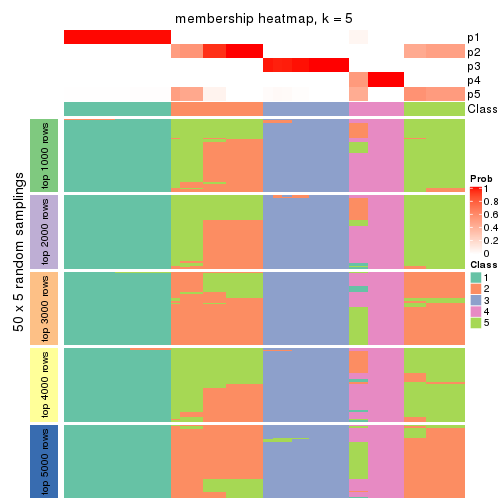 membership heatmap, k = 5
p1
p2
p3
p4
p5
Class
50 x 5 random samplings
top 1000 rows
top 2000 rows
top 3000 rows
top 4000 rows
top 5000 rows
Prob
1
0.8
0.6
0.4
0.2
0
Class
1
2
3
4
5